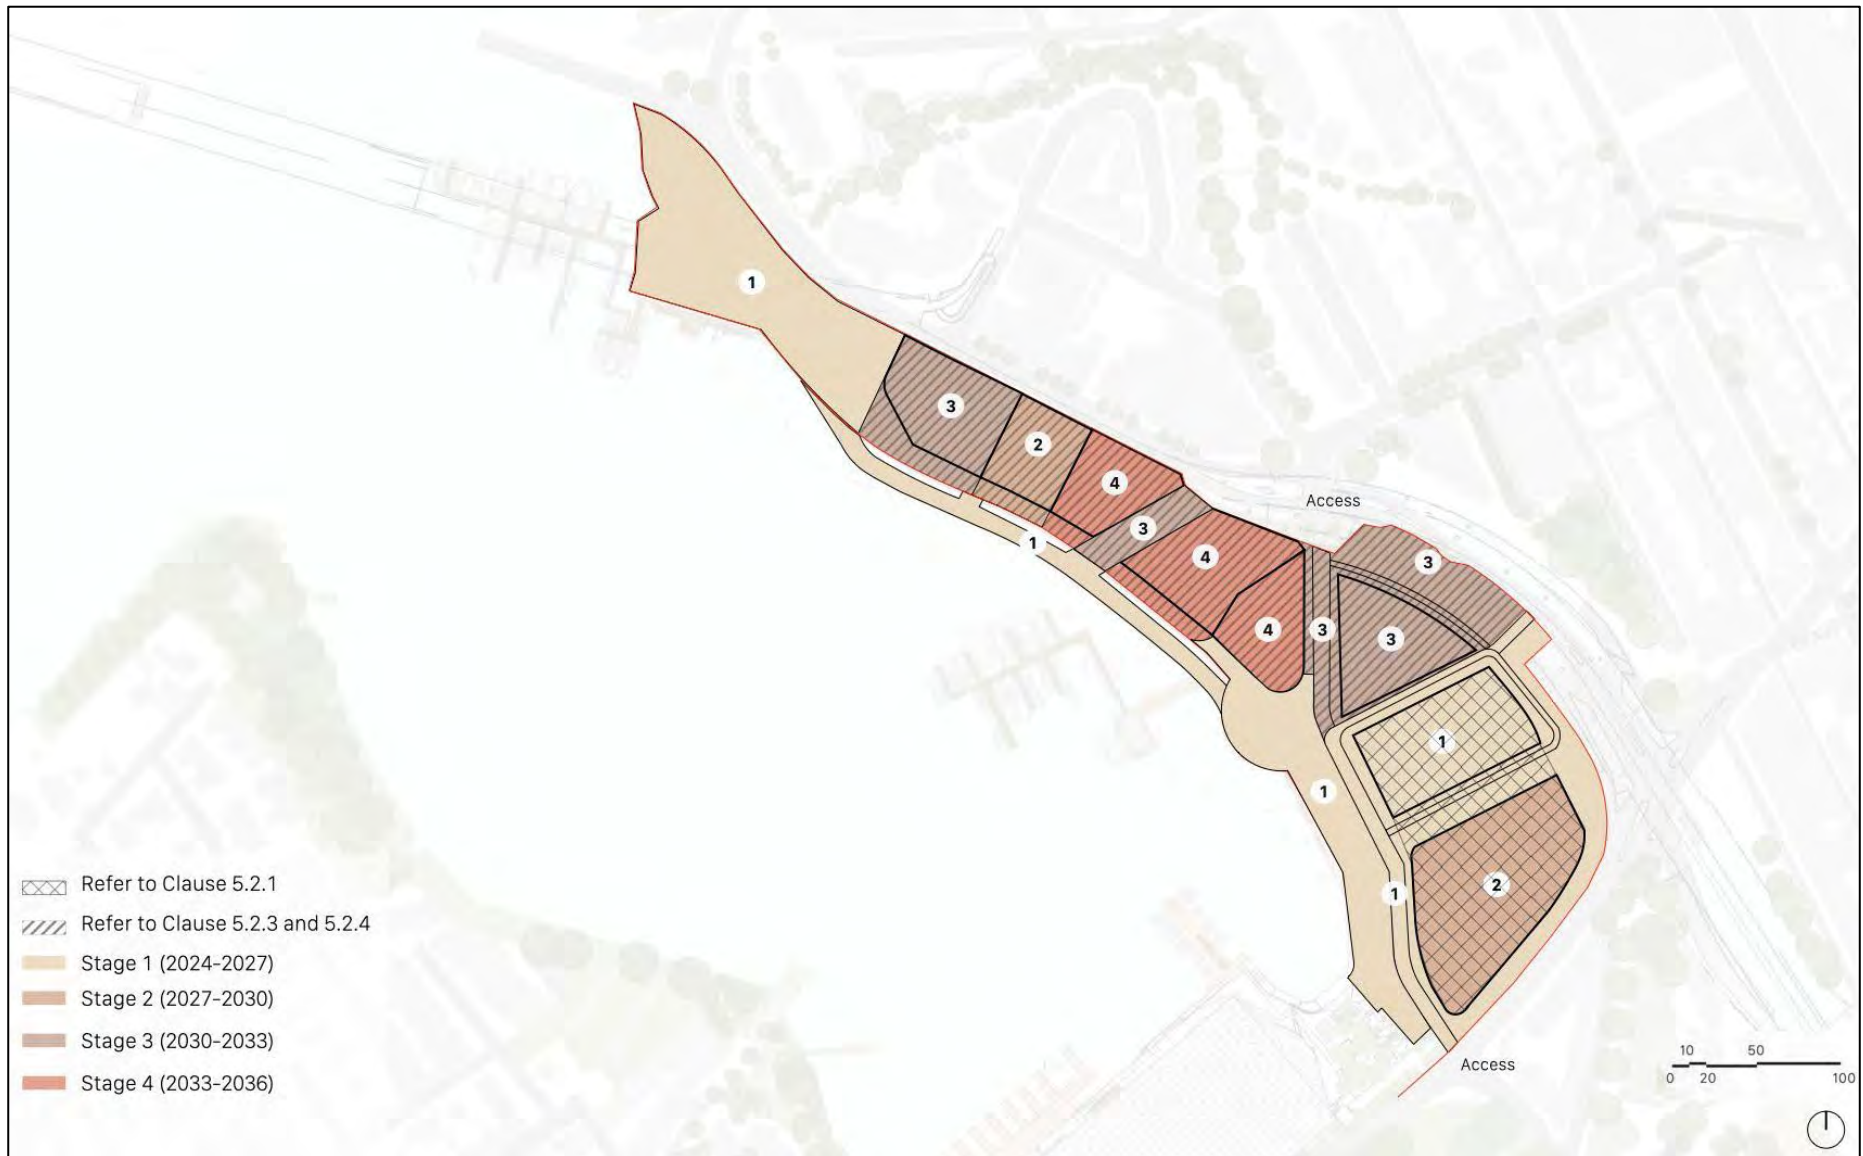 1
3
2
4
Access
3
1
4
3
4
3
3
1
1
2
1
Refer to Clause 5.2.1
Refer to Clause 5.2.3 and 5.2.4
Stage 1 (2024-2027)
Stage 2 (2027-2030)
Stage 3 (2030-2033)
Stage 4 (2033-2036)
Access
10 50
0 20 100